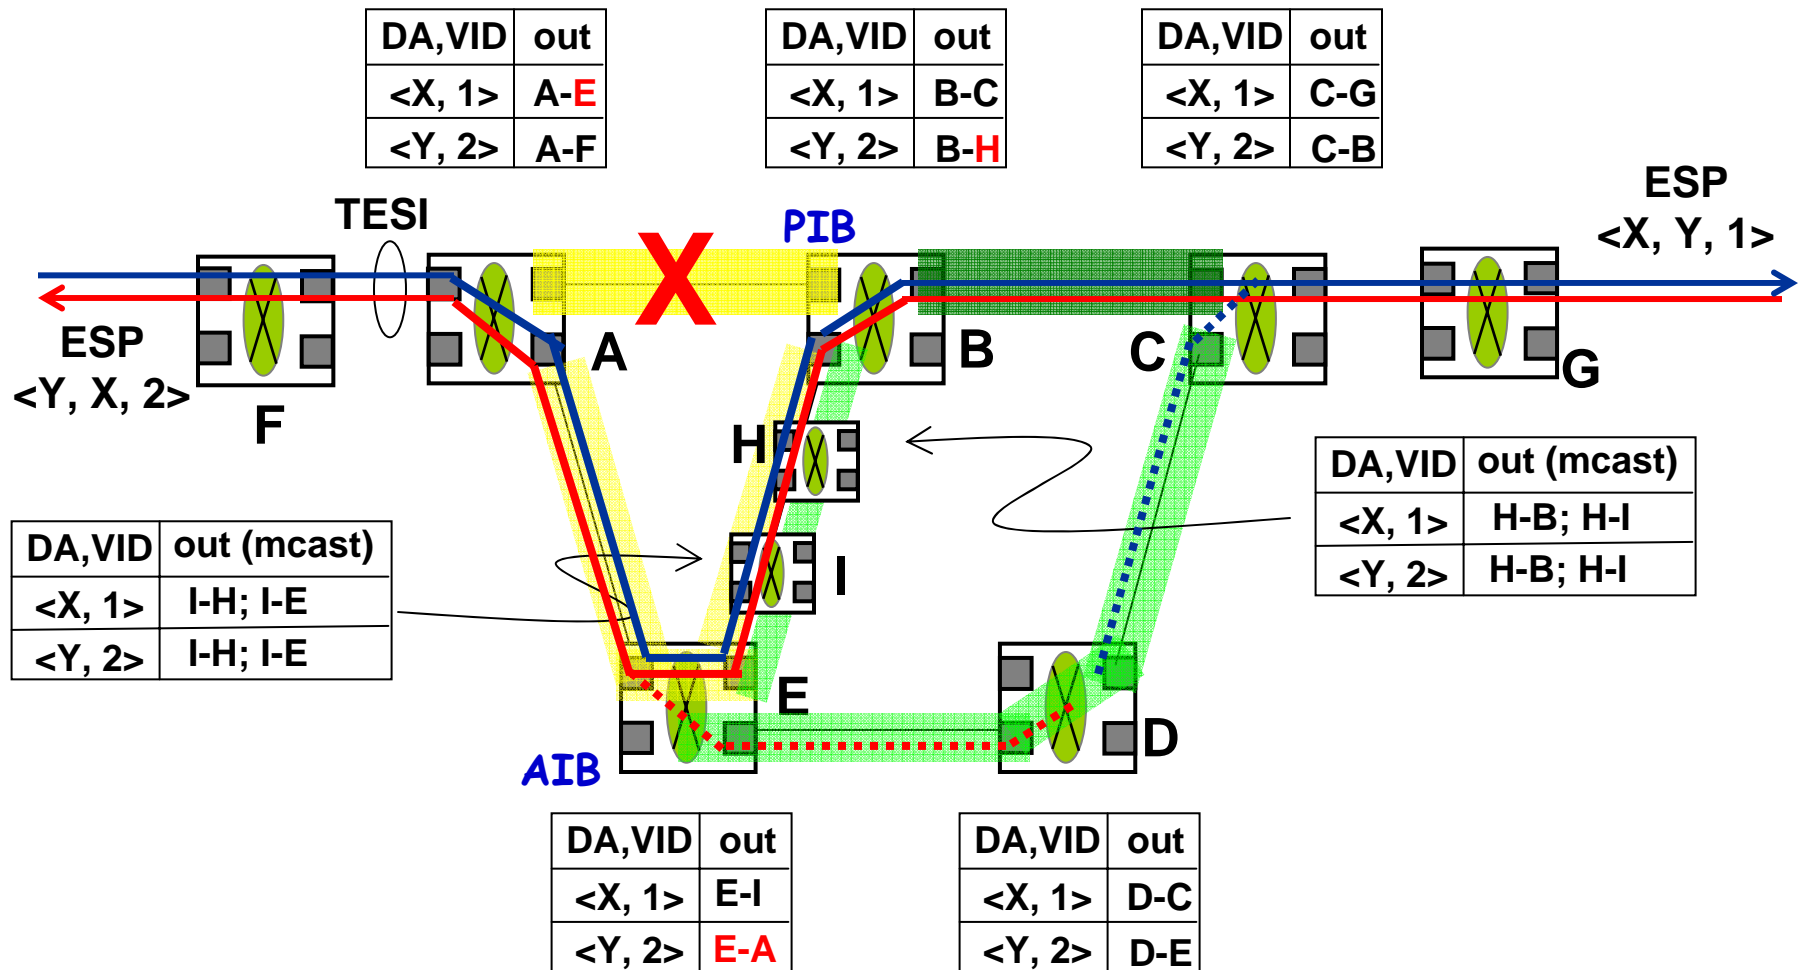 DA,VID out
<X, 1> A-E
<Y, 2> A-F
DA,VID out
<X, 1> B-C
<Y, 2> B-H
DA,VID out
<X, 1> C-G
<Y, 2> C-B
TESI
PIB
ESP
<X, Y, 1>
X
A
B
C
G
ESP
<Y, X, 2>
F
H
I
DA,VID out (mcast)
<X, 1> H-B; H-I
<Y, 2> H-B; H-I
DA,VID out (mcast)
<X, 1> I-H; I-E
<Y, 2> I-H; I-E
E
D
AIB
DA,VID out
<X, 1> E-I
<Y, 2> E-A
DA,VID out
<X, 1> D-C
<Y, 2> D-E